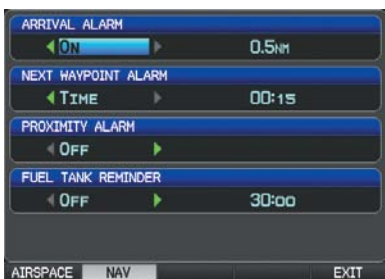 ARRIVAL ALARM
ON 0.5NM
NEXT WAYPOINT ALARM
TIME 00:15
PROXIMITY ALARM
OFF
FUEL TANK REMINDER
OFF 30:00
AIRSPACE NAV EXIT